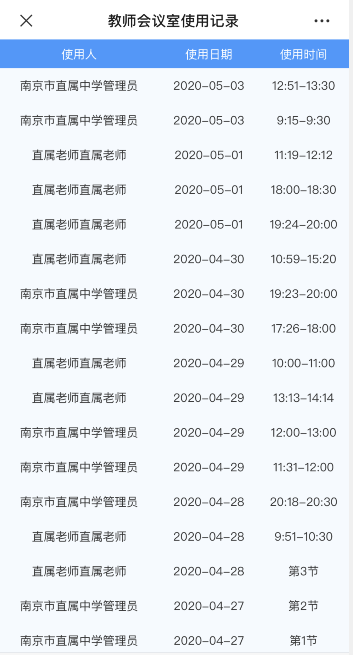 教师会议室使用记录
使用人 使用日期 使用时间
南京市直属中学管理员 2020-05-03 12:51-13:30
南京市直属中学管理员 2020-05-03 9:15-9:30
直属老师直属老师 2020-05-01 11:19-12:12
直属老师直属老师 2020-05-01 18:00-18:30
直属老师直属老师 2020-05-01 19:24-20:00
直属老师直属老师 2020-04-30 10:59-15:20
南京市直属中学管理员 2020-04-30 19:23-20:00
南京市直属中学管理员 2020-04-30 17:26-18:00
直属老师直属老师 2020-04-29 10:00-11:00
直属老师直属老师 2020-04-29 13:13-14:14
南京市直属中学管理员 2020-04-29 12:00-13:00
南京市直属中学管理员 2020-04-29 11:31-12:00
南京市直属中学管理员 2020-04-28 20:18-20:30
直属老师直属老师 2020-04-28 9:51-10:30
直属老师直属老师 2020-04-28 第3节
南京市直属中学管理员 2020-04-27 第2节
南京市直属中学管理员 2020-04-27 第1节